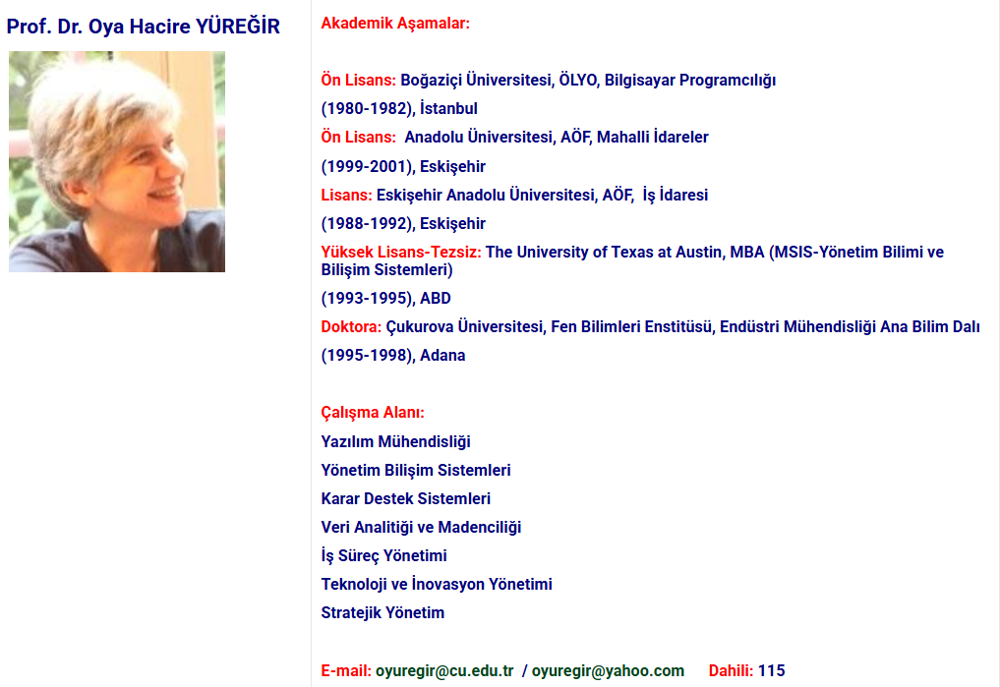 Prof. Dr. Oya Hacire YÜREĞİR
Akademik Aşamalar:
Ön Lisans: Boğaziçi Üniversitesi, ÖLYO, Bilgisayar Programcılığı
(1980-1982), İstanbul
Ön Lisans:  Anadolu Üniversitesi, AÖF, Mahalli İdareler
(1999-2001), Eskişehir
Lisans: Eskişehir Anadolu Üniversitesi, AÖF,  İş İdaresi
(1988-1992), Eskişehir
Yüksek Lisans-Tezsiz: The University of Texas at Austin, MBA (MSIS-Yönetim Bilimi ve
Bilişim Sistemleri)
(1993-1995), ABD
Doktora: Çukurova Üniversitesi, Fen Bilimleri Enstitüsü, Endüstri Mühendisliği Ana Bilim Dalı
(1995-1998), Adana
Çalışma Alanı:
Yazılım Mühendisliği
Yönetim Bilişim Sistemleri
Karar Destek Sistemleri
Veri Analitiği ve Madenciliği
İş Süreç Yönetimi
Teknoloji ve İnovasyon Yönetimi
Stratejik Yönetim
E-mail: oyuregir@cu.edu.tr  / oyuregir@yahoo.com      Dahili: 115